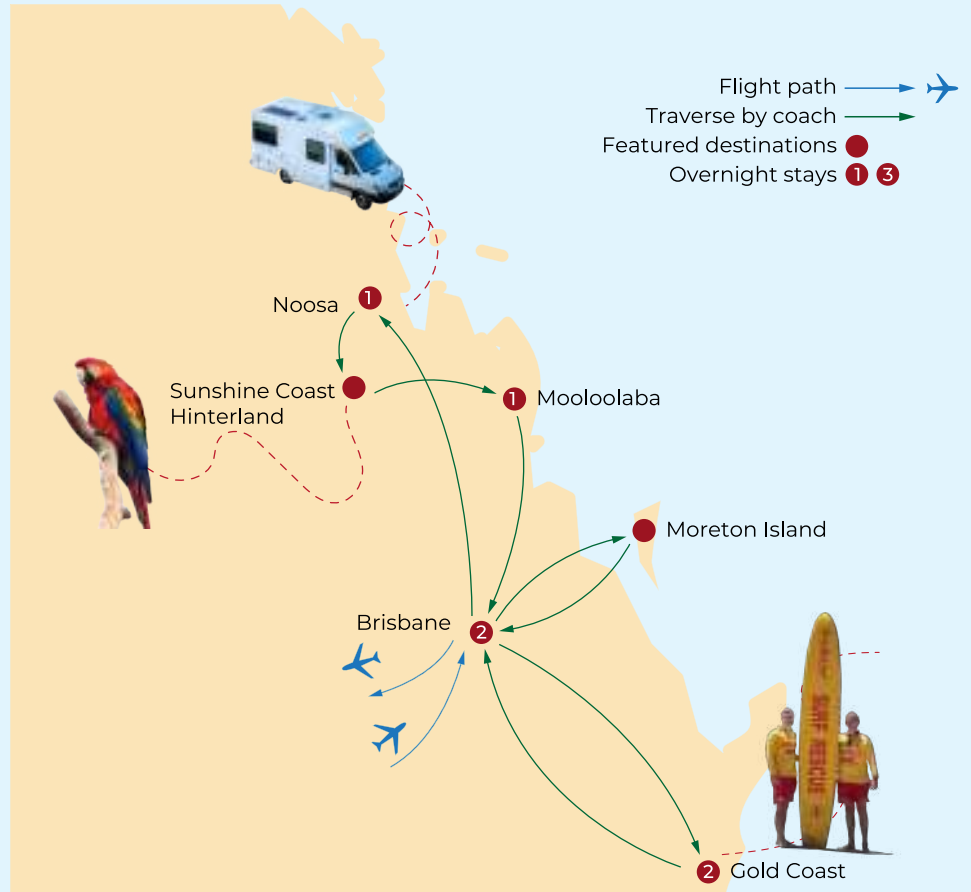 Flight path
Traverse by coach
Featured destinations
Overnight stays 1 3
Noosa 1
Sunshine Coast
Hinterland
1 Mooloolaba
Moreton Island
Brisbane
2
SURF RESCUE
2 Gold Coast